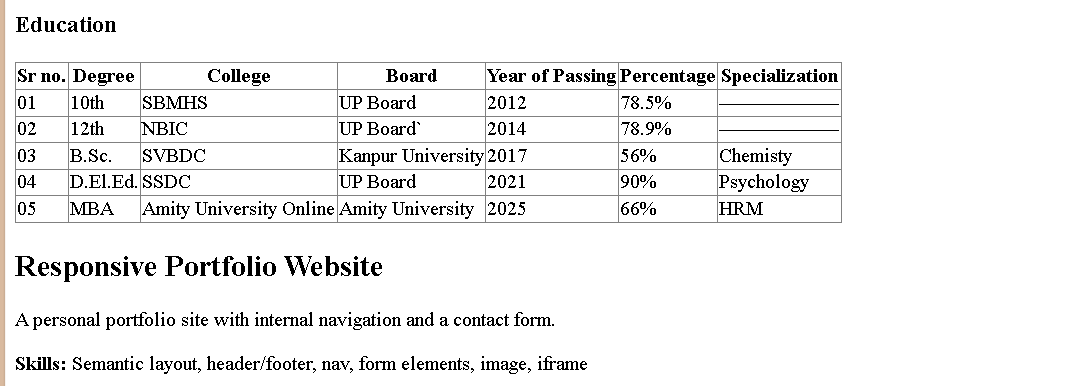 Education
Sr no. Degree College Board Year of Passing Percentage Specialization
01 10th SBMHS UP Board 2012 78.5%
02 12th NBIC UP Board` 2014 78.9%
03 B.Sc. SVBDC Kanpur University 2017 56% Chemisty
04 D.El.Ed. SSDC UP Board 2021 90% Psychology
05 MBA Amity University Online Amity University 2025 66% HRM
Responsive Portfolio Website
A personal portfolio site with internal navigation and a contact form.
Skills: Semantic layout, header/footer, nav, form elements, image, iframe